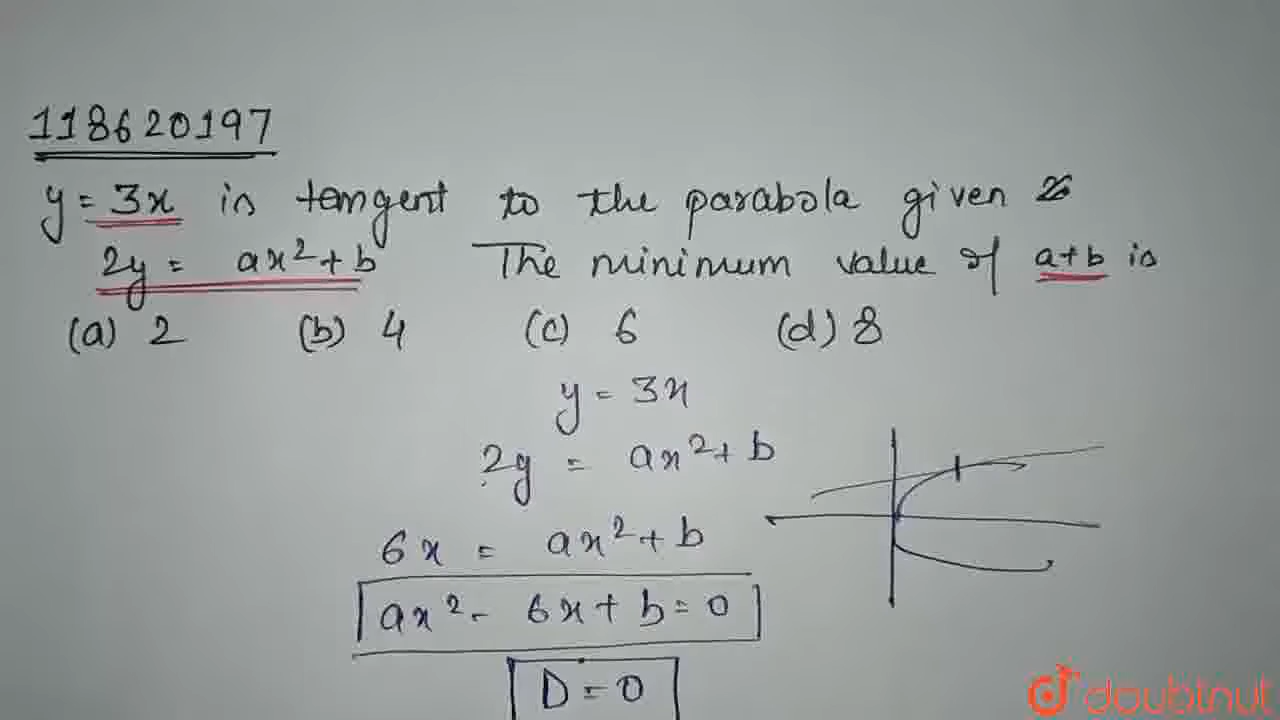 118620197
y = 3x is tangent to the parabola given
2y = ax² + b The minimum value of a+b is
(a) 2 (b) 4 (c) 6 (d) 8
y = 3x
2y = ax² + b
6x = ax² + b
ax² - 6x + b = 0
D = 0
doubtnut